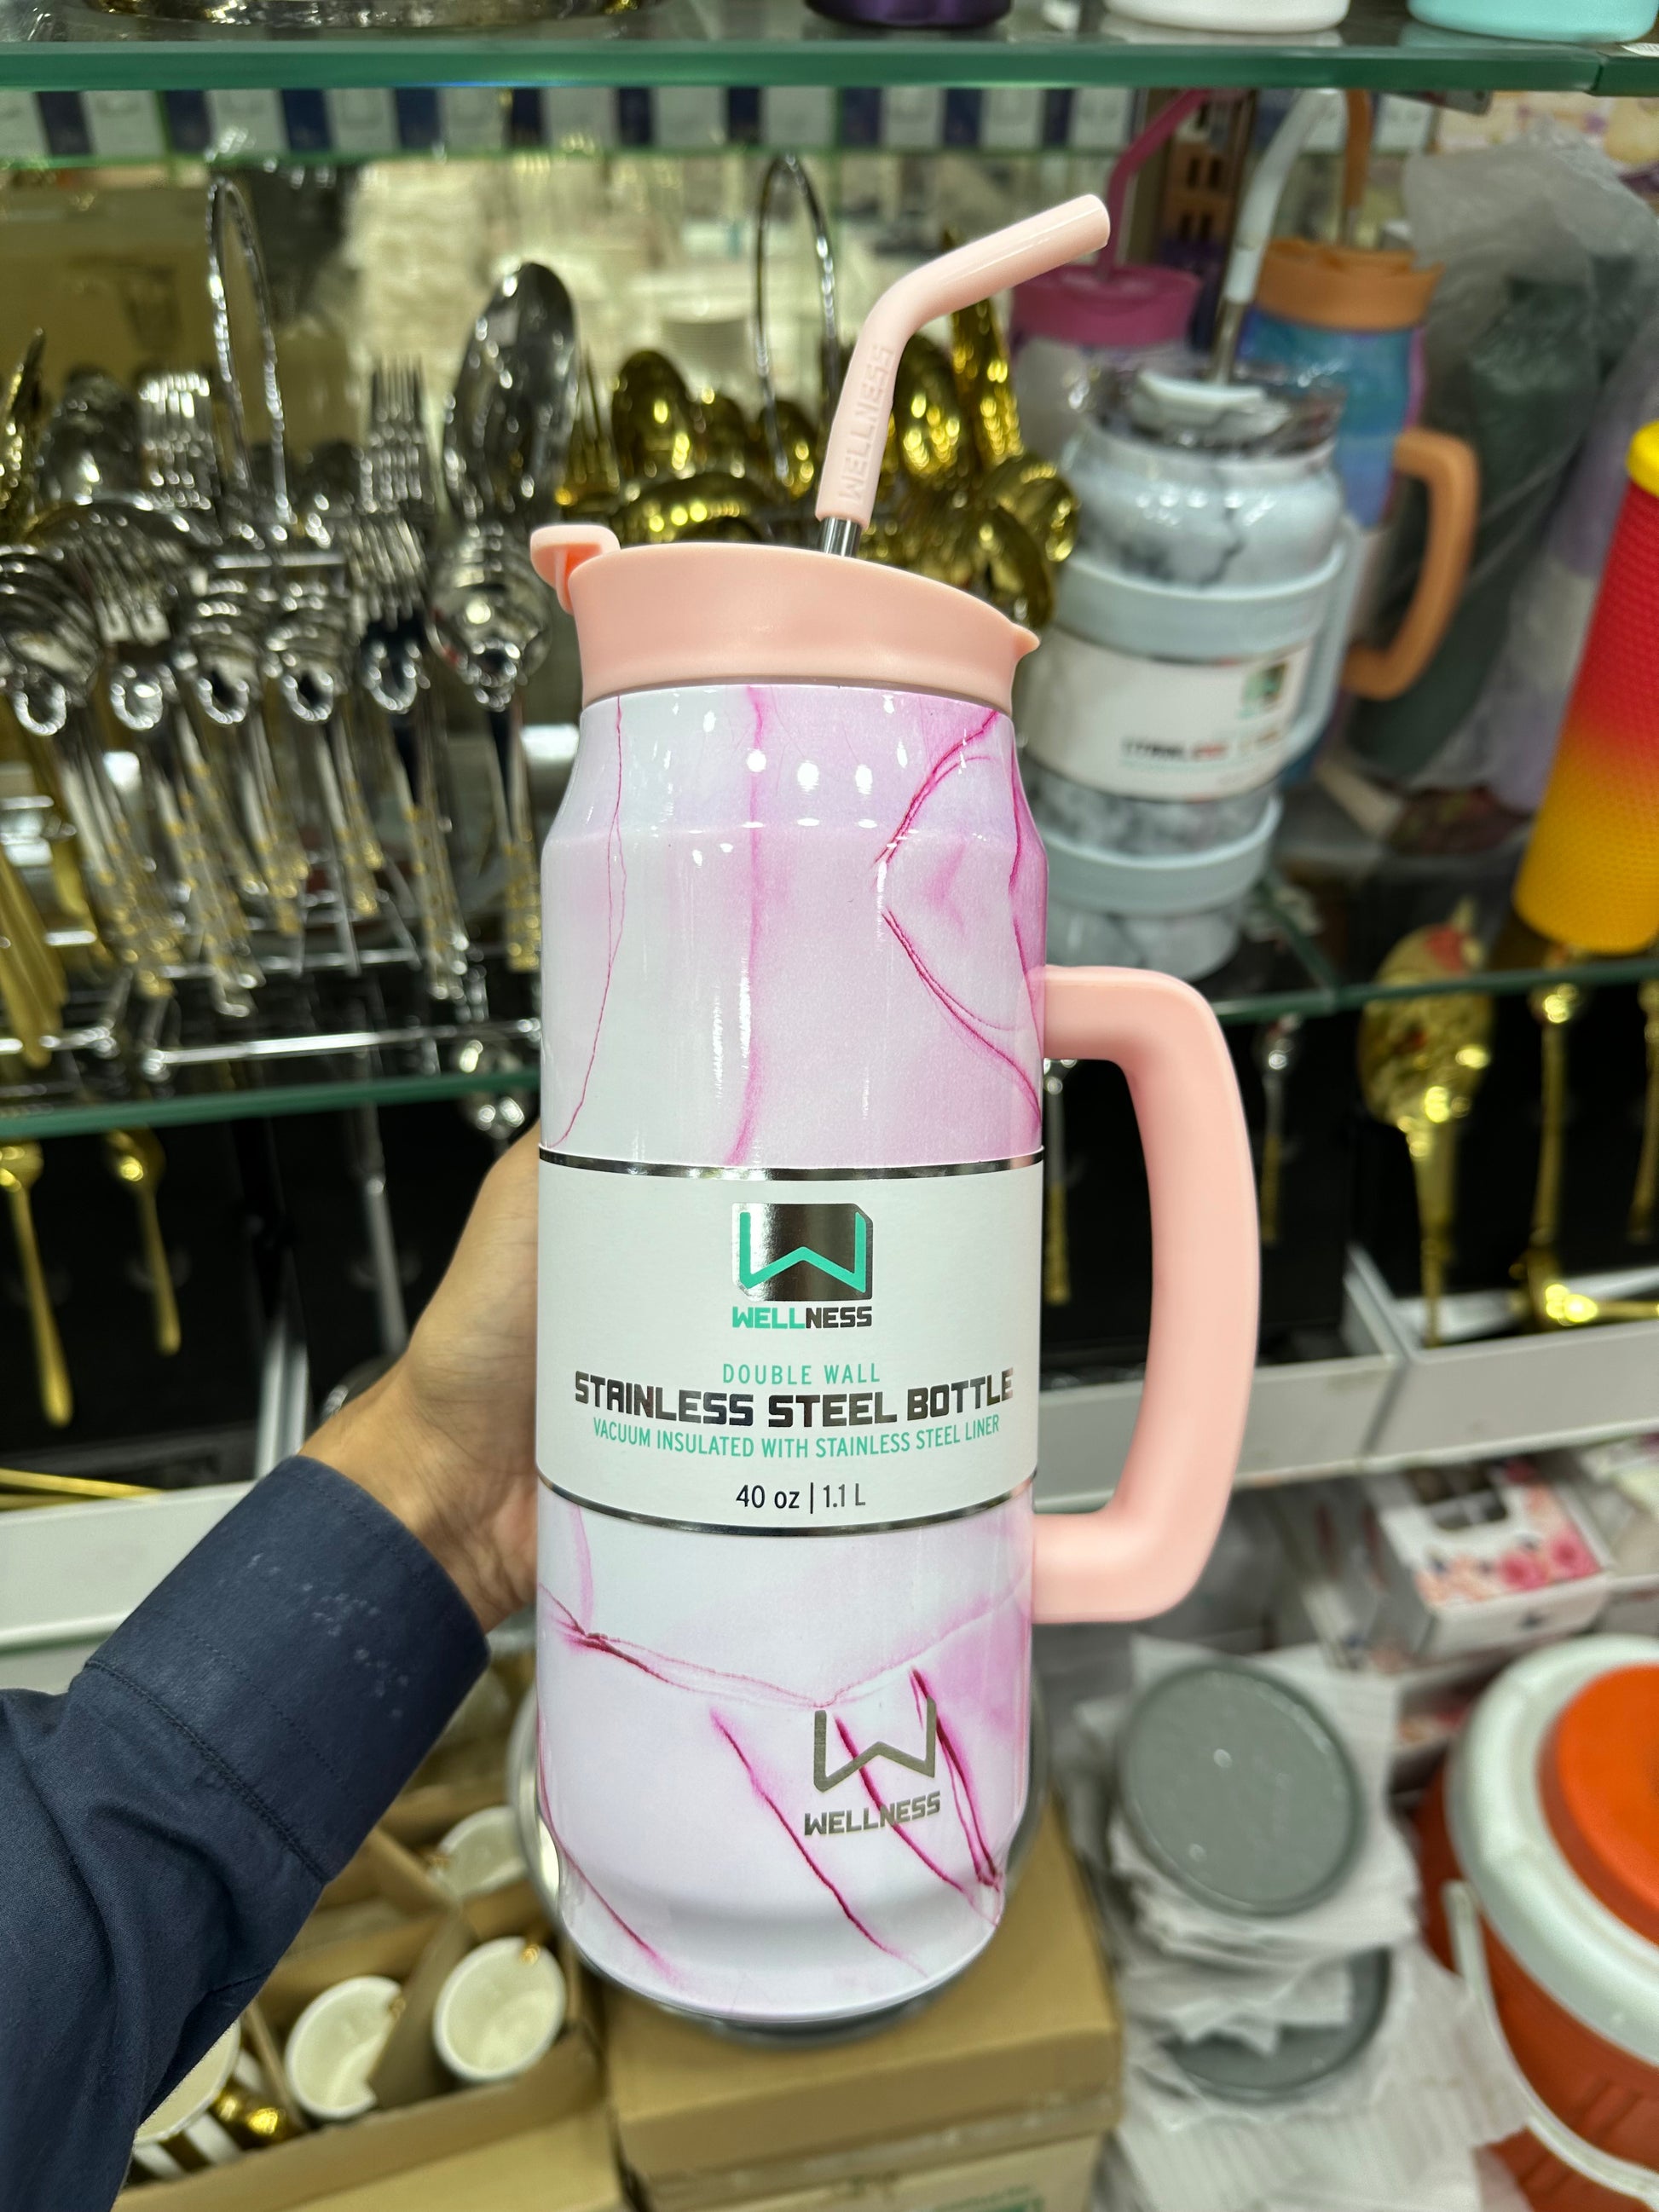 WELLNESS
WELLNESS
DOUBLE WALL
STAINLESS STEEL BOTTLE
VACUUM INSULATED WITH STAINLESS STEEL LINER
40 oz | 1.1 L
WELLNESS